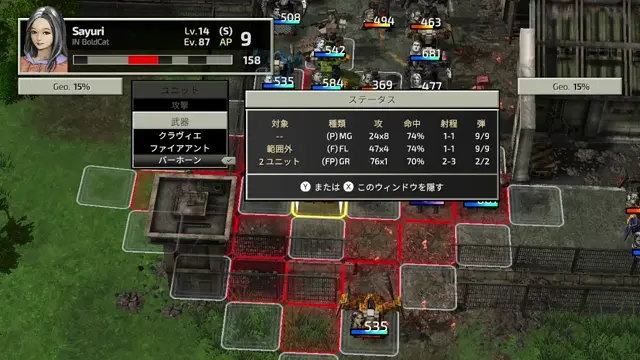 Sayuri Lv.14 (S)
IN BoldCat Ev.87 AP 9
158
Geo. 15%
Geo. 15%
508
494
463
542
681
535
584
369
477
ユニット
攻撃
武器
クラヴィエ
ファイアアント
バーホーン
ステータス
対象 種類 攻 命中 射程 弾
-- (P)MG 24x8 74% 1-1 9/9
範囲外 (F)FL 47x4 74% 1-1 9/9
2 ユニット (FP)GR 76x1 70% 2-3 2/2
Y または X このウィンドウを隠す
535